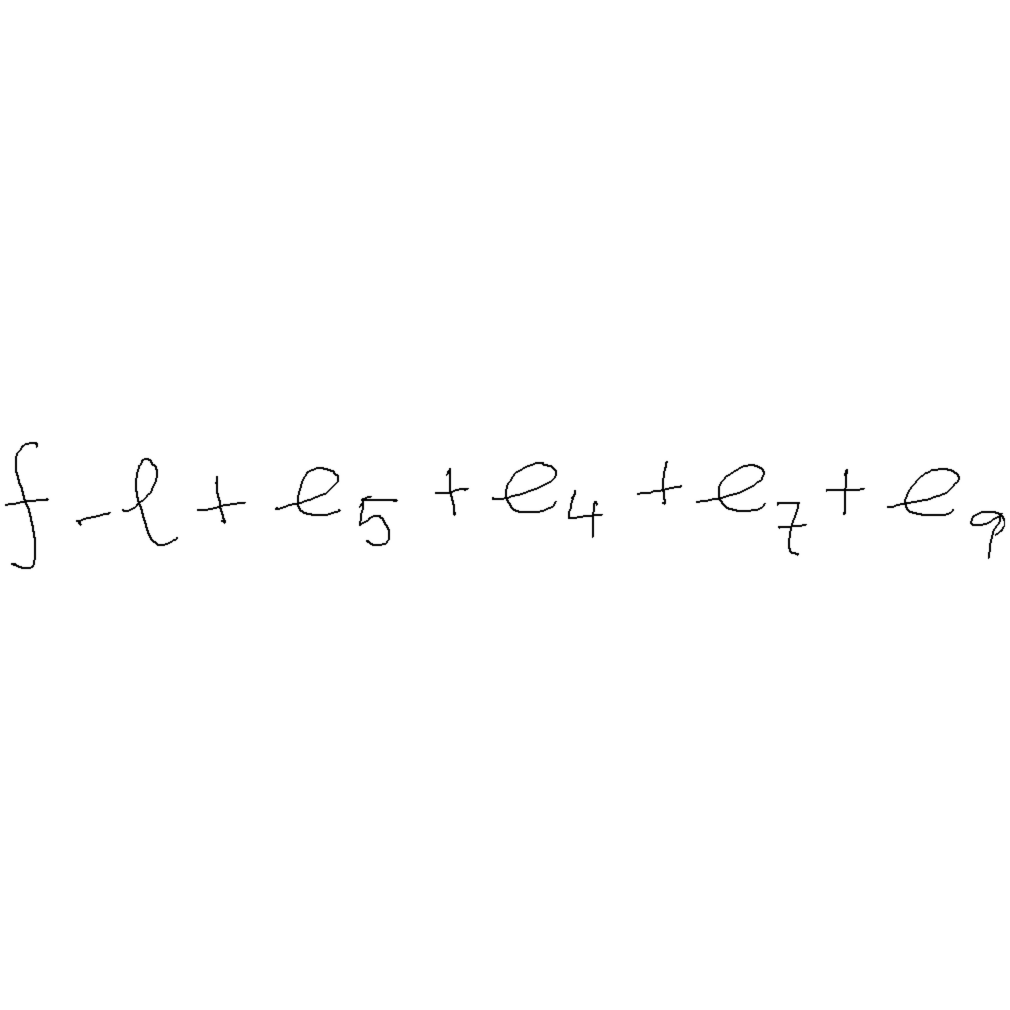 f - l + e_5 + e_4 + e_7 + e_9